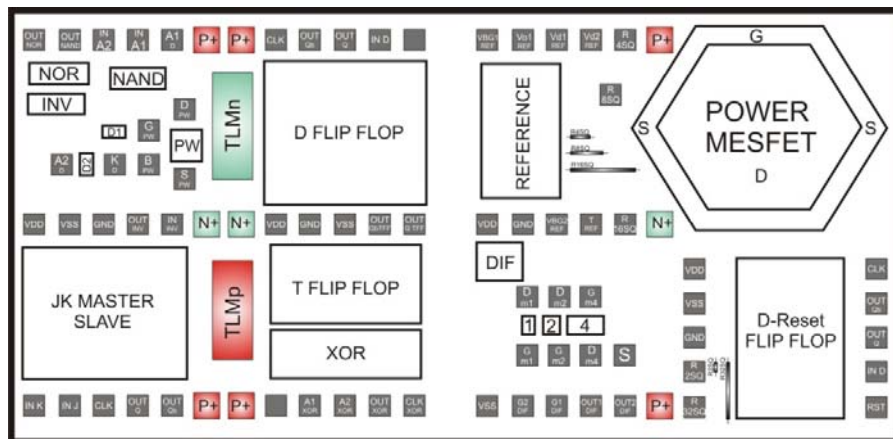 OUT NOR
OUT NAND
IN A2
IN A1
A1 D
P+
P+
CLK
OUT Qb
OUT Q
IN D
VBG1 REF
Vo1 REF
Vd1 REF
Vd2 REF
R 4SQ
P+
NOR
NAND
INV
D1
D PW
G PW
PW
A2 D
D2
K D
B PW
S PW
TLMn
D FLIP FLOP
REFERENCE
R 8SQ
R4SQ
R8SQ
R16SQ
G
S
S
POWER
MESFET
D
VDD
VSS
GND
OUT INV
IN INV
N+
N+
VDD
GND
VSS
OUT QbTFF
OUT Q TFF
VDD
GND
VBG2 REF
T REF
R 16SQ
N+
JK MASTER
SLAVE
TLMp
T FLIP FLOP
XOR
DIF
D m1
D m2
G m4
1
2
4
G m1
G m2
D m4
S
VDD
VSS
GND
R 2SQ
R 32SQ
R2SQ
R32SQ
D-Reset
FLIP FLOP
CLK
OUT Qb
OUT Q
IN D
RST
IN K
IN J
CLK
OUT Q
OUT Qb
P+
P+
A1 XOR
A2 XOR
OUT XOR
CLK XOR
VSS
G2 DIF
G1 DIF
OUT1 DIF
OUT2 DIF
P+